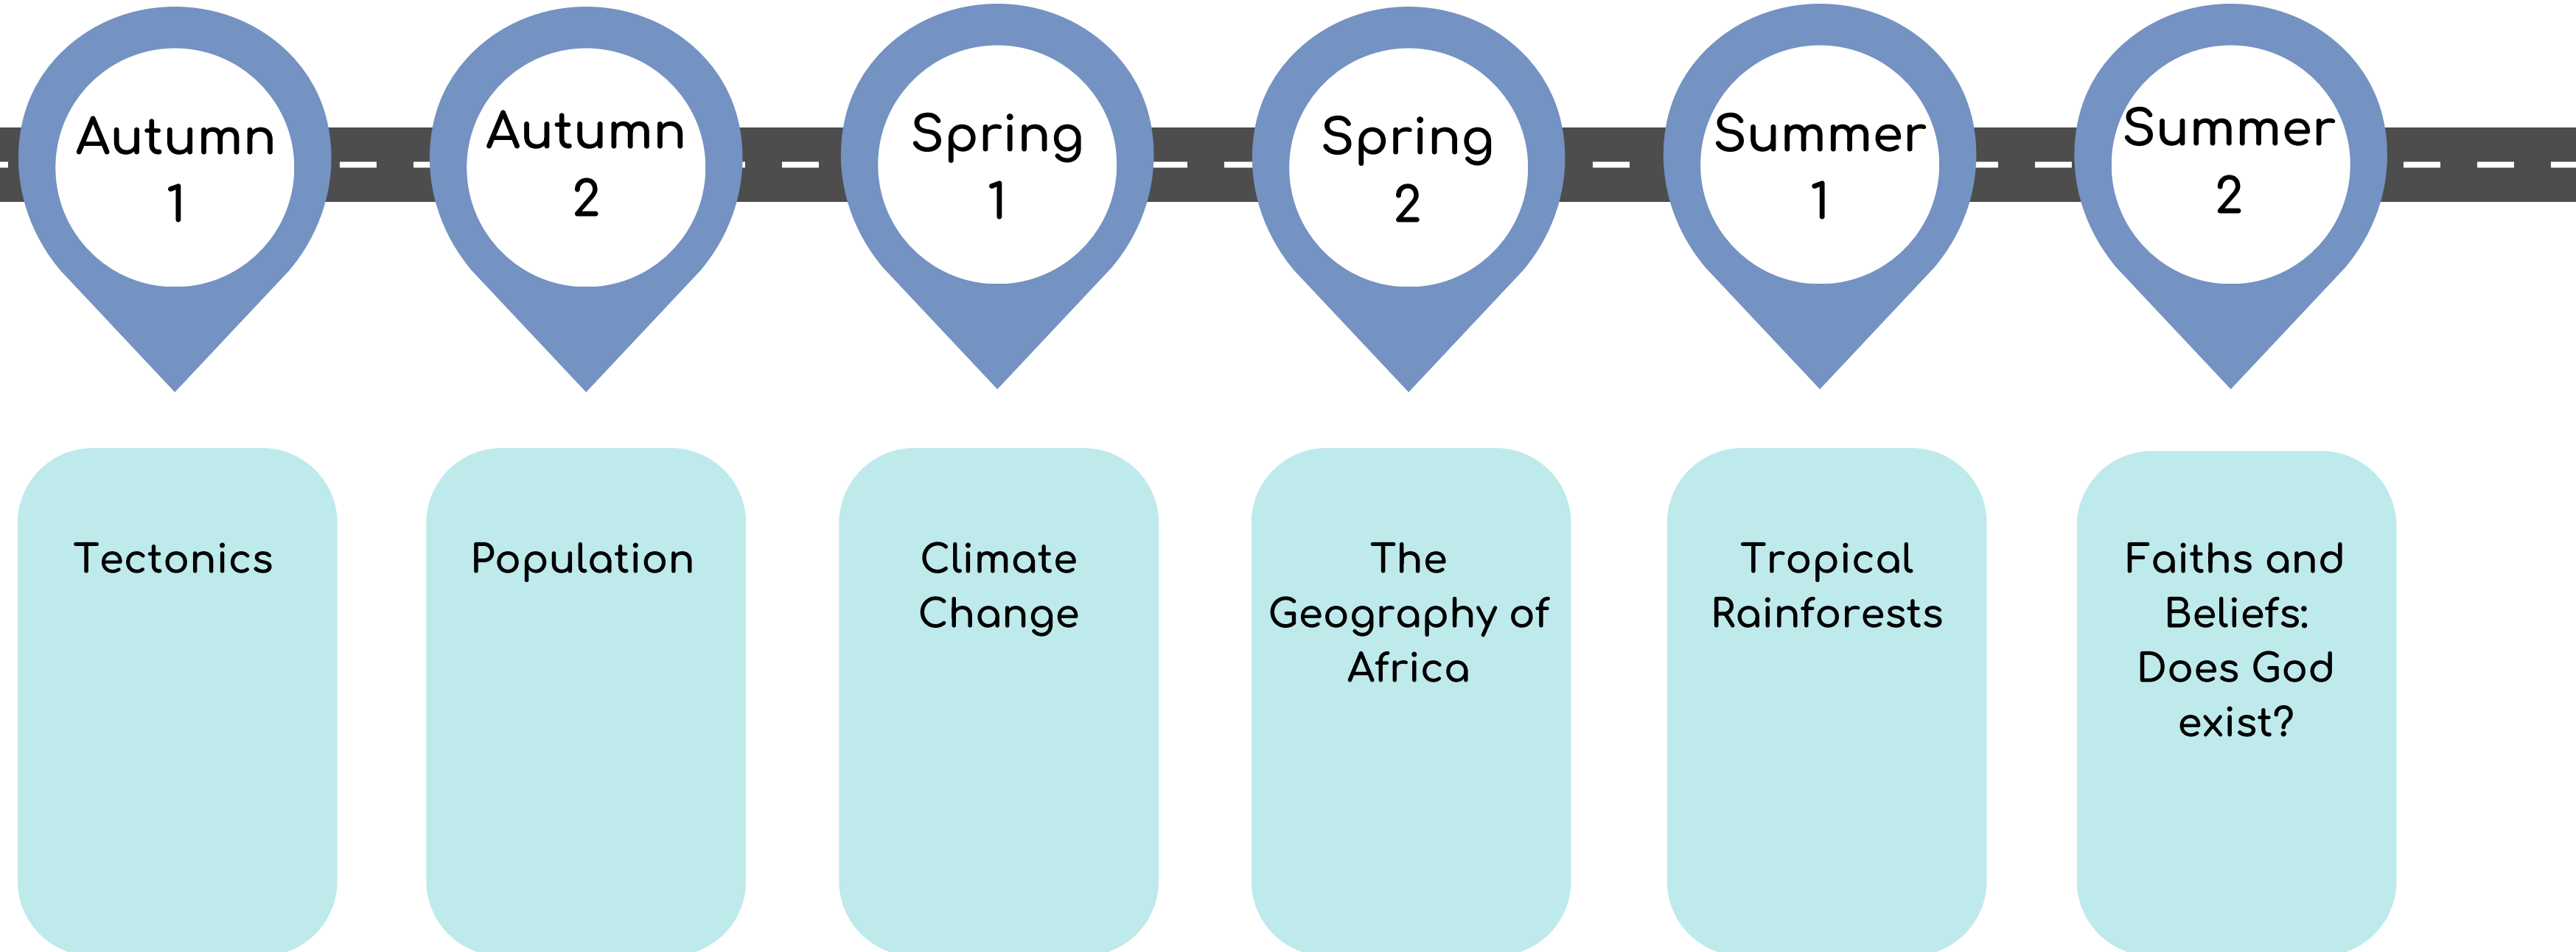 Autumn
1
Autumn
2
Spring
1
Spring
2
Summer
1
Summer
2
Tectonics
Population
Climate
Change
The
Geography of
Africa
Tropical
Rainforests
Faiths and
Beliefs:
Does God
exist?